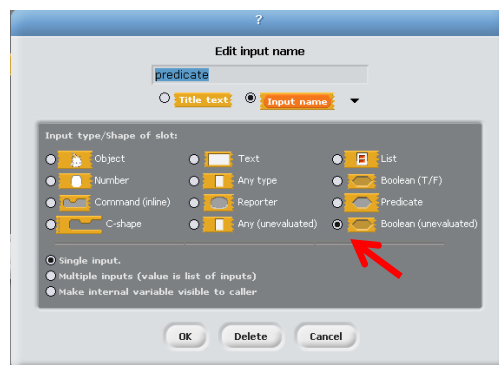 ?
Edit input name
predicate
Title text Input name
Input type/Shape of slot:
Object Text List
Number Any type Boolean (T/F)
Command (inline) Reporter Predicate
C-shape Any (unevaluated) Boolean (unevaluated)
Single input.
Multiple inputs (value is list of inputs)
Make internal variable visible to caller
OK Delete Cancel